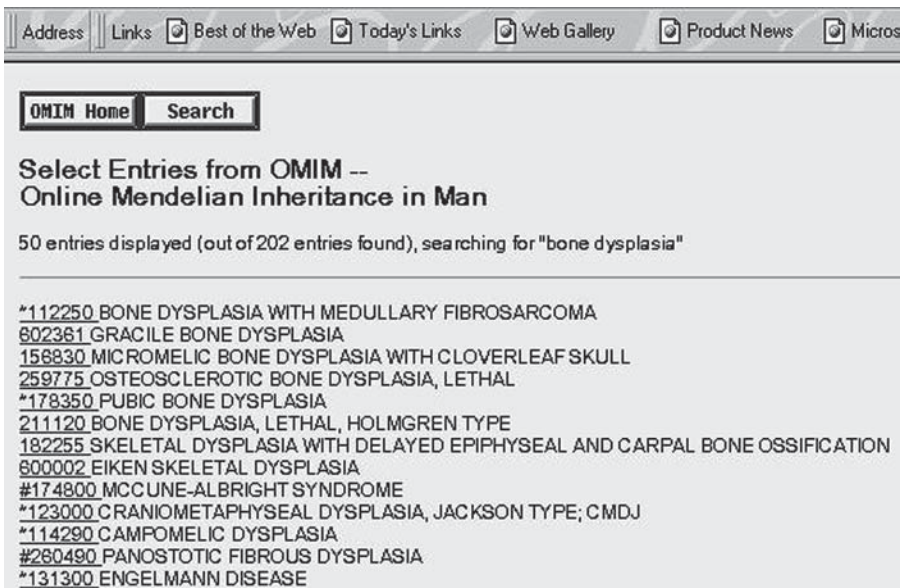 Address Links Best of the Web Today's Links Web Gallery Product News Micros
OMIM Home Search
Select Entries from OMIM --
Online Mendelian Inheritance in Man
50 entries displayed (out of 202 entries found), searching for "bone dysplasia"
*112250 BONE DYSPLASIA WITH MEDULLARY FIBROSARCOMA
602361 GRACILE BONE DYSPLASIA
156830 MICROMELIC BONE DYSPLASIA WITH CLOVERLEAF SKULL
259775 OSTEOSCLEROTIC BONE DYSPLASIA, LETHAL
*178350 PUBIC BONE DYSPLASIA
211120 BONE DYSPLASIA, LETHAL, HOLMGREN TYPE
182255 SKELETAL DYSPLASIA WITH DELAYED EPIPHYSEAL AND CARPAL BONE OSSIFICATION
600002 EIKEN SKELETAL DYSPLASIA
#174800 MCCUNE-ALBRIGHT SYNDROME
*123000 CRANIOMETAPHYSEAL DYSPLASIA, JACKSON TYPE; CMDJ
*114290 CAMPOMELIC DYSPLASIA
#260490 PANOSTOTIC FIBROUS DYSPLASIA
*131300 ENGELMANN DISEASE